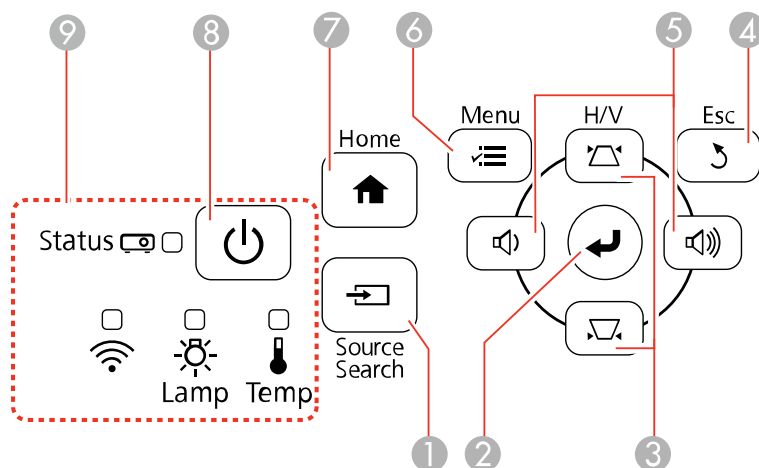 9
8
7
6
5
4
Menu
H/V
Esc
Home
Status
Source
Search
Lamp
Temp
1
2
3